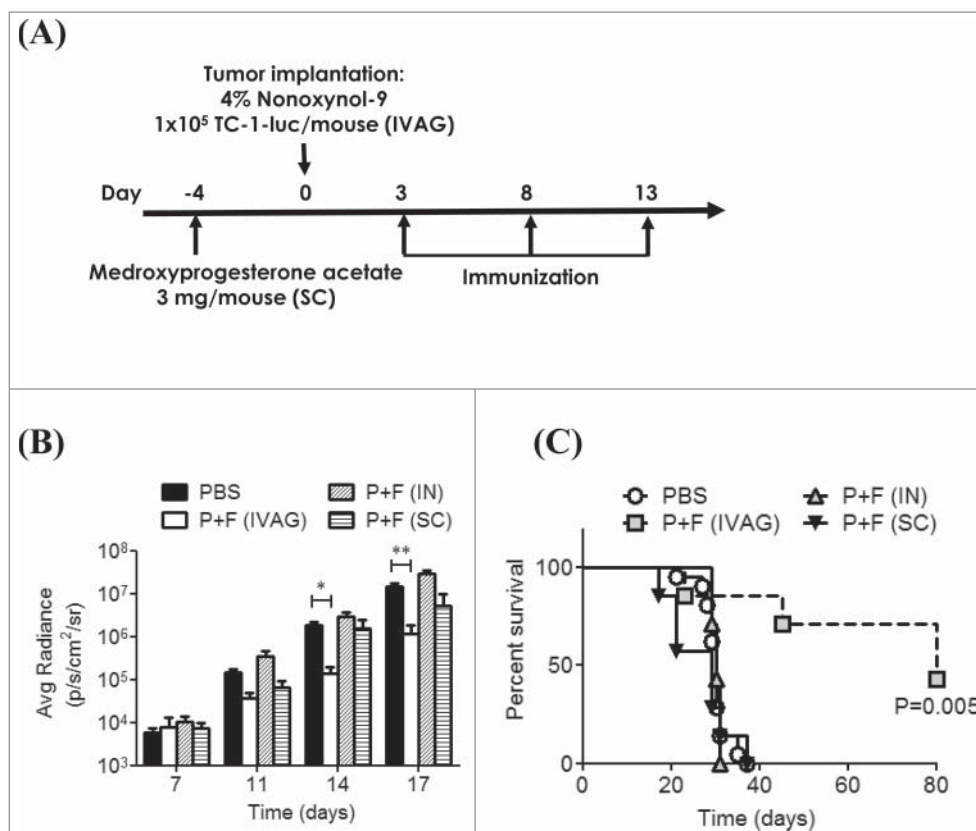 (A)
Tumor implantation:
4% Nonoxynol-9
1x10⁵ TC-1-luc/mouse (IVAG)
Day -4 0 3 8 13
Medroxyprogesterone acetate
3 mg/mouse (SC)
Immunization
(B)
PBS P+F (IN)
P+F (IVAG) P+F (SC)
Avg Radiance
(p/s/cm²/sr)
10⁸
10⁷
10⁶
10⁵
10⁴
10³
* **
7 11 14 17
Time (days)
(C)
PBS P+F (IN)
P+F (IVAG) P+F (SC)
Percent survival
100
50
0
P=0.005
0 20 40 60 80
Time (days)